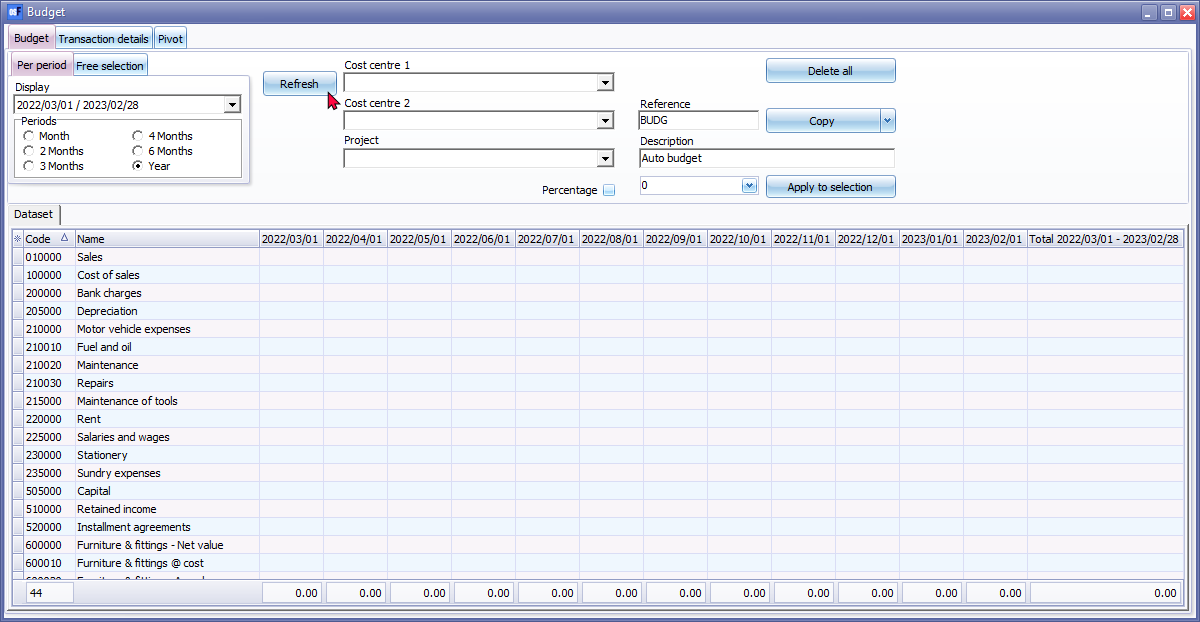 Budget
Budget Transaction details Pivot
Per period Free selection
Display
2022/03/01 / 2023/02/28
Periods
Month 4 Months
2 Months 6 Months
3 Months Year
Refresh
Cost centre 1
Cost centre 2
Project
Percentage
Reference
BUDG
Description
Auto budget
0
Delete all
Copy
Apply to selection
Dataset
Code Name 2022/03/01 2022/04/01 2022/05/01 2022/06/01 2022/07/01 2022/08/01 2022/09/01 2022/10/01 2022/11/01 2022/12/01 2023/01/01 2023/02/01 Total 2022/03/01 - 2023/02/28
010000 Sales
100000 Cost of sales
200000 Bank charges
205000 Depreciation
210000 Motor vehicle expenses
210010 Fuel and oil
210020 Maintenance
210030 Repairs
215000 Maintenance of tools
220000 Rent
225000 Salaries and wages
230000 Stationery
235000 Sundry expenses
505000 Capital
510000 Retained income
520000 Installment agreements
600000 Furniture & fittings - Net value
600010 Furniture & fittings @ cost
44 0.00 0.00 0.00 0.00 0.00 0.00 0.00 0.00 0.00 0.00 0.00 0.00 0.00